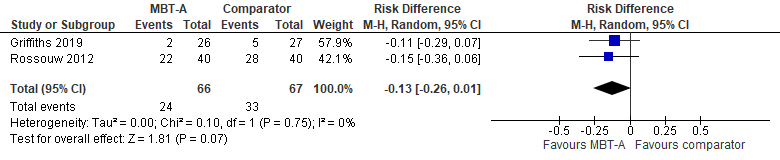 MBT-A Comparator Risk Difference Risk Difference
Study or Subgroup Events Total Events Total Weight M-H, Random, 95% CI M-H, Random, 95% CI
Griffiths 2019 2 26 5 27 57.9% -0.11 [-0.29, 0.07]
Rossouw 2012 22 40 28 40 42.1% -0.15 [-0.36, 0.06]
Total (95% CI) 66 67 100.0% -0.13 [-0.26, 0.01]
Total events 24 33
Heterogeneity: Tau² = 0.00; Chi² = 0.10, df = 1 (P = 0.75); I² = 0%
Test for overall effect: Z = 1.81 (P = 0.07)
-0.5 -0.25 0 0.25 0.5
Favours MBT-A Favours comparator